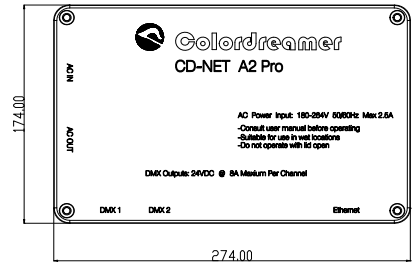 Colordreamer
CD-NET A2 Pro
AC IN
AC OUT
AC Power Input: 180-264V 50/60Hz Max 2.5A
-Consult user manual before operating
-Suitable for use in wet locations
-Do not operate with lid open
DMX Outputs: 24VDC @ 8A Maxium Per Channel
DMX 1 DMX 2 Ethernet
174.00
274.00